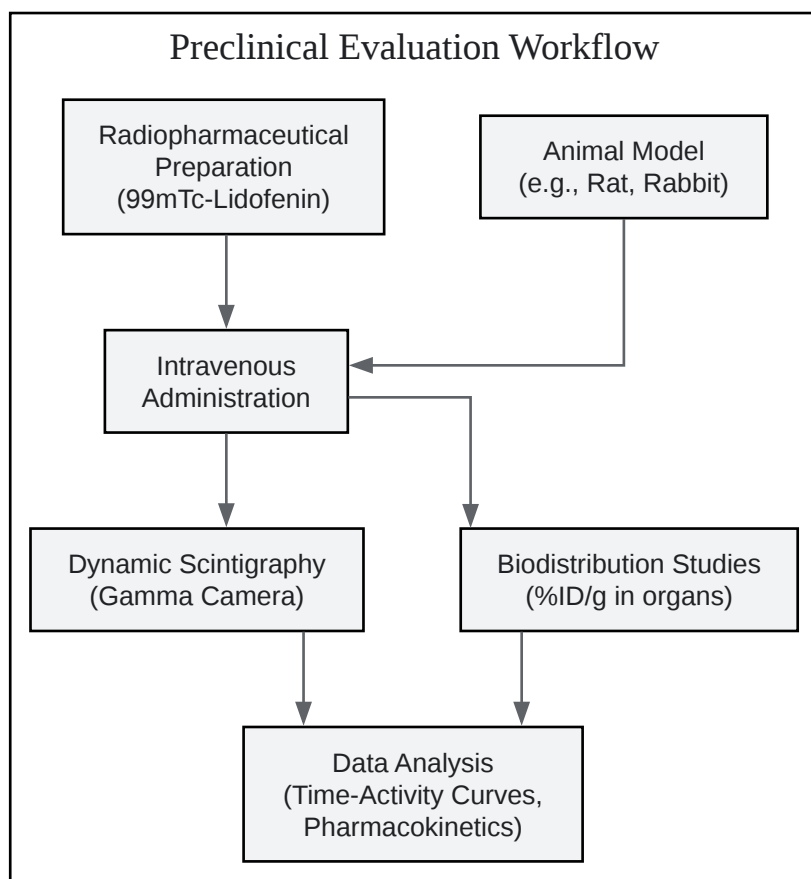 Preclinical Evaluation Workflow
Radiopharmaceutical
Preparation
(99mTc-Lidofenin)
Animal Model
(e.g., Rat, Rabbit)
Intravenous
Administration
Dynamic Scintigraphy
(Gamma Camera)
Biodistribution Studies
(%ID/g in organs)
Data Analysis
(Time-Activity Curves,
Pharmacokinetics)